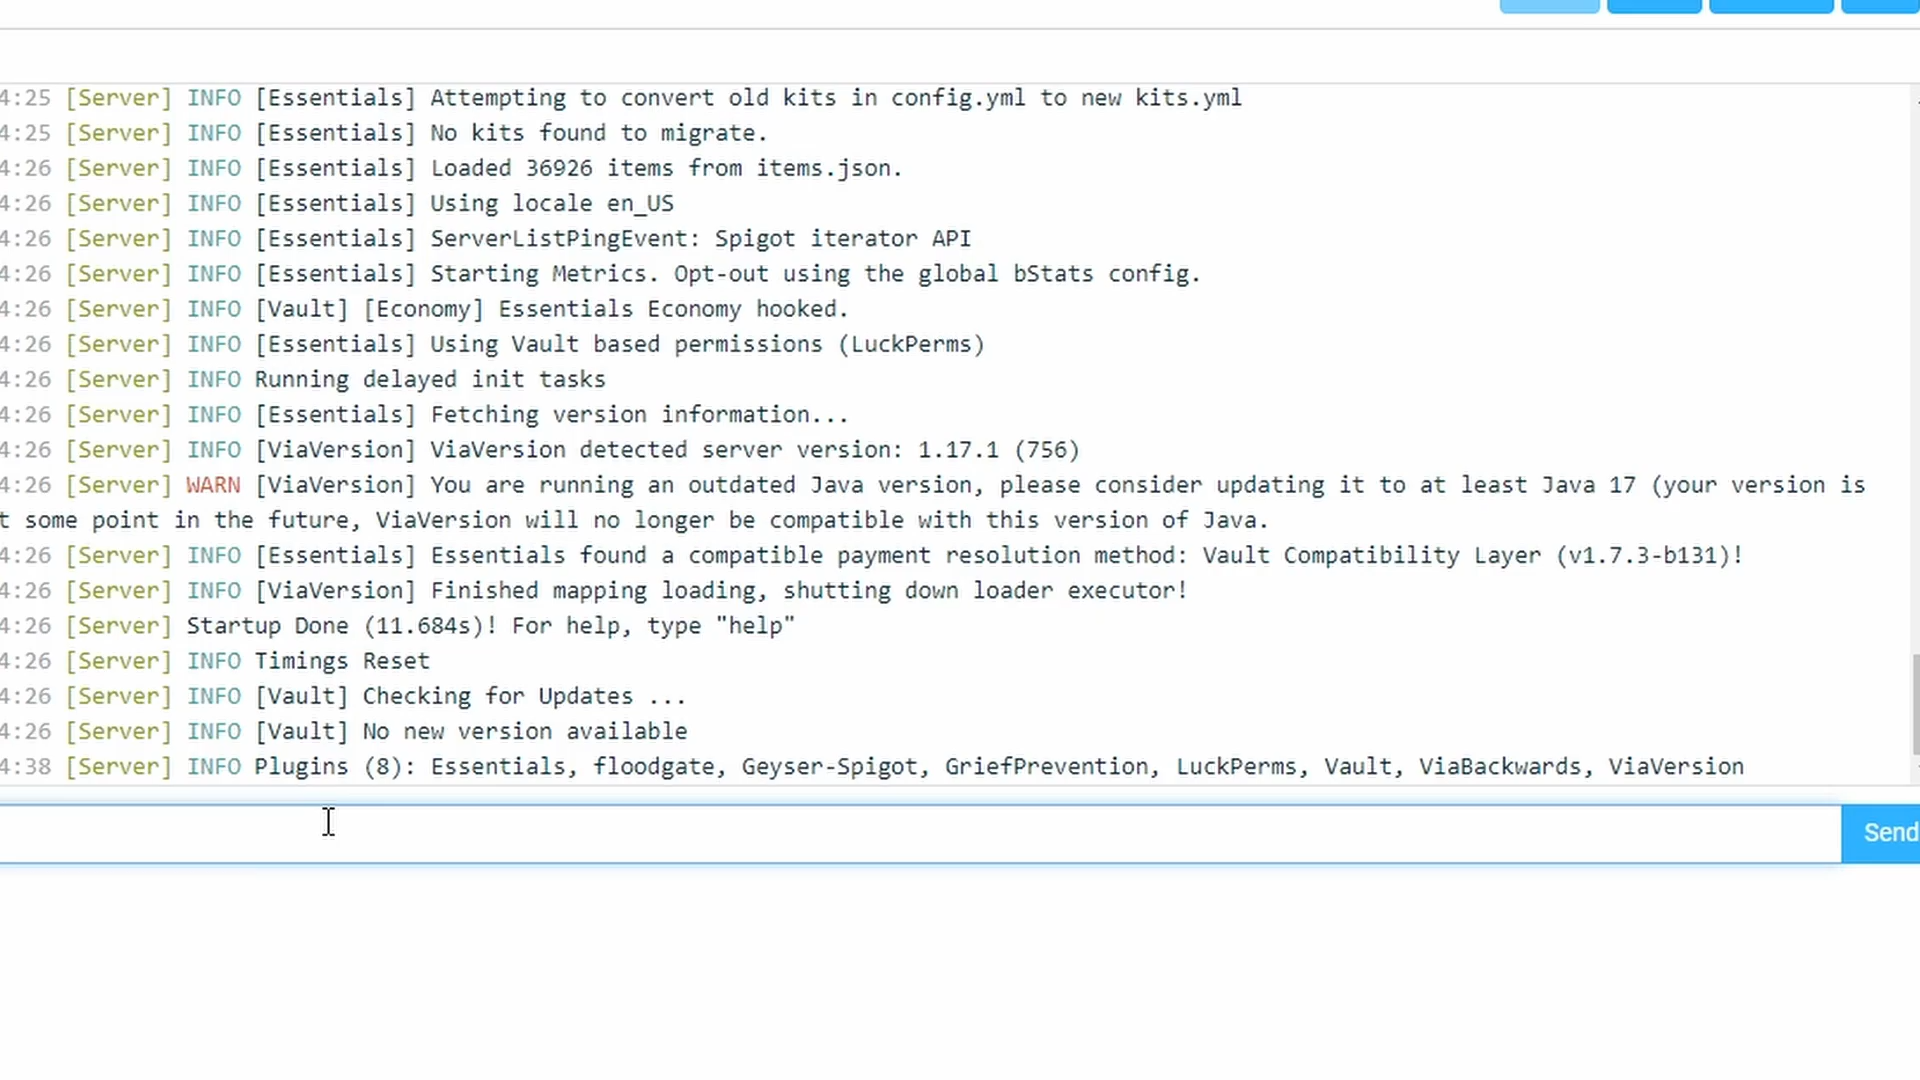 4:25 [Server] INFO [Essentials] Attempting to convert old kits in config.yml to new kits.yml
4:25 [Server] INFO [Essentials] No kits found to migrate.
4:26 [Server] INFO [Essentials] Loaded 36926 items from items.json.
4:26 [Server] INFO [Essentials] Using locale en_US
4:26 [Server] INFO [Essentials] ServerListPingEvent: Spigot iterator API
4:26 [Server] INFO [Essentials] Starting Metrics. Opt-out using the global bStats config.
4:26 [Server] INFO [Vault] [Economy] Essentials Economy hooked.
4:26 [Server] INFO [Essentials] Using Vault based permissions (LuckPerms)
4:26 [Server] INFO Running delayed init tasks
4:26 [Server] INFO [Essentials] Fetching version information...
4:26 [Server] INFO [ViaVersion] ViaVersion detected server version: 1.17.1 (756)
4:26 [Server] WARN [ViaVersion] You are running an outdated Java version, please consider updating it to at least Java 17 (your version is
t some point in the future, ViaVersion will no longer be compatible with this version of Java.
4:26 [Server] INFO [Essentials] Essentials found a compatible payment resolution method: Vault Compatibility Layer (v1.7.3-b131)!
4:26 [Server] INFO [ViaVersion] Finished mapping loading, shutting down loader executor!
4:26 [Server] Startup Done (11.684s)! For help, type "help"
4:26 [Server] INFO Timings Reset
4:26 [Server] INFO [Vault] Checking for Updates ...
4:26 [Server] INFO [Vault] No new version available
4:38 [Server] INFO Plugins (8): Essentials, floodgate, Geyser-Spigot, GriefPrevention, LuckPerms, Vault, ViaBackwards, ViaVersion
Send